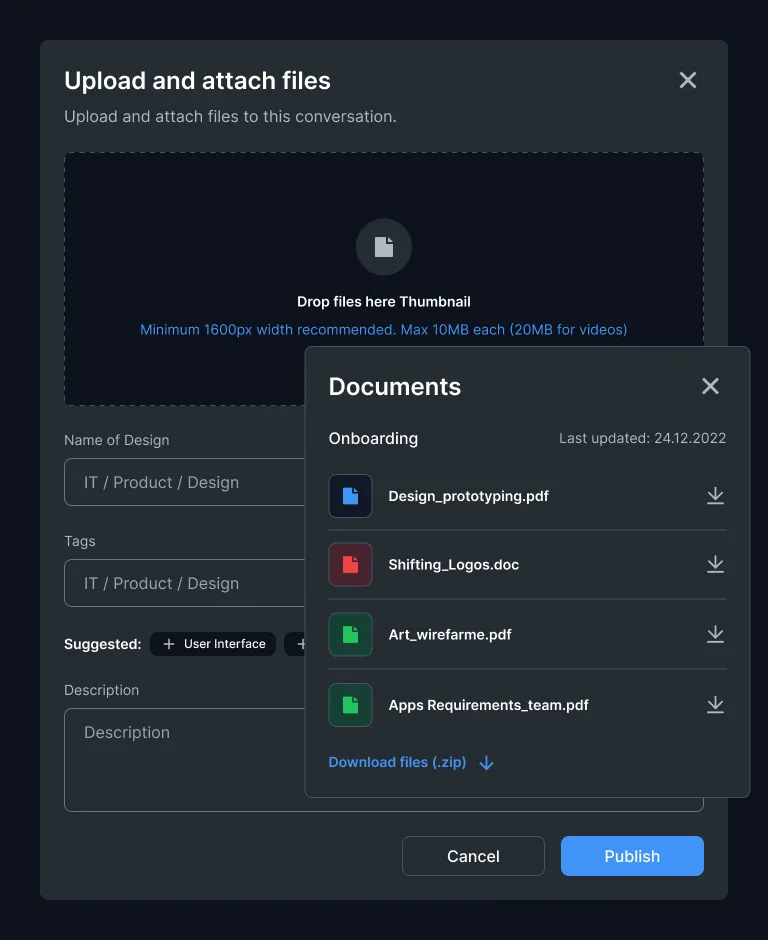 Upload and attach files
Upload and attach files to this conversation.
Drop files here Thumbnail
Minimum 1600px width recommended. Max 10MB each (20MB for videos)
Name of Design
IT / Product / Design
Tags
IT / Product / Design
Suggested: + User Interface +
Description
Description
Documents
Onboarding Last updated: 24.12.2022
Design_prototyping.pdf
Shifting_Logos.doc
Art_wirefarme.pdf
Apps Requirements_team.pdf
Download files (.zip)
Cancel Publish